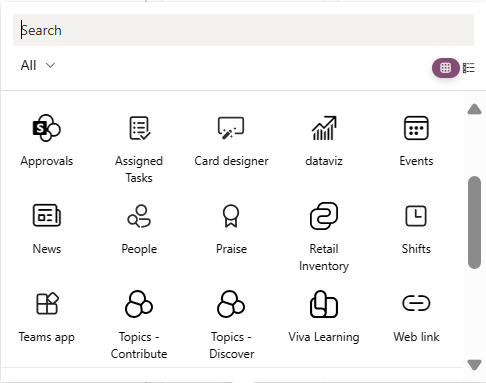 Search
All
Approvals
Assigned
Tasks
Card designer
dataviz
Events
News
People
Praise
Retail
Inventory
Shifts
Teams app
Topics -
Contribute
Topics -
Discover
Viva Learning
Web link